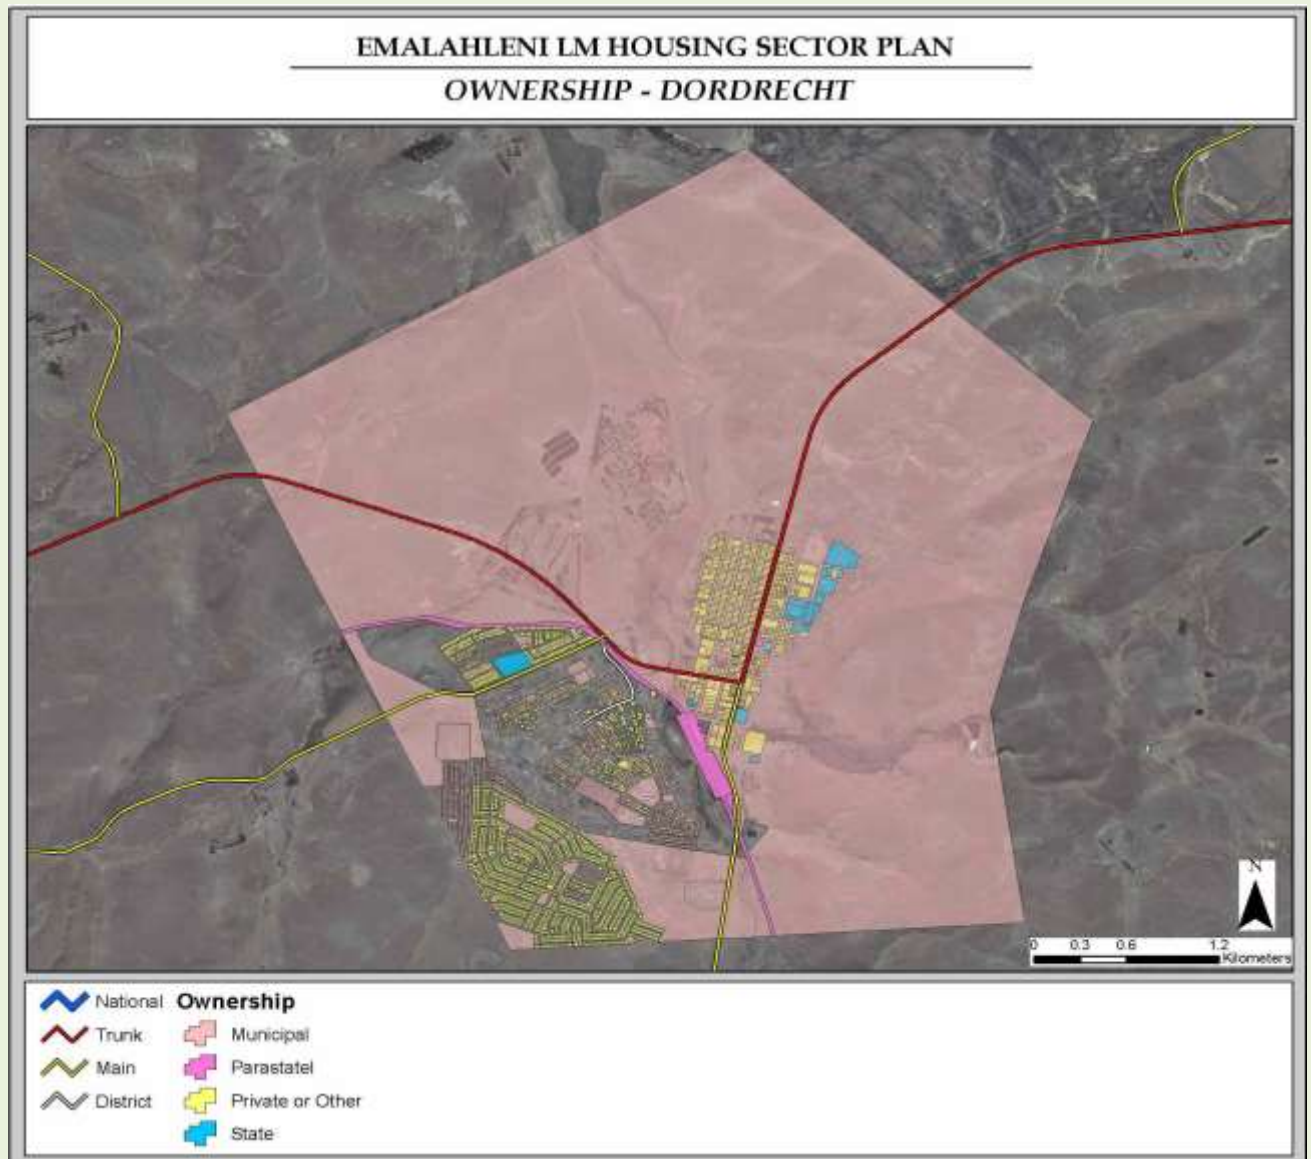 EMALAHLENI LM HOUSING SECTOR PLAN
OWNERSHIP - DORDRECHT
N
0 0.3 0.6 1.2
Kilometers
National
Trunk
Main
District
Ownership
Municipal
Parastatel
Private or Other
State